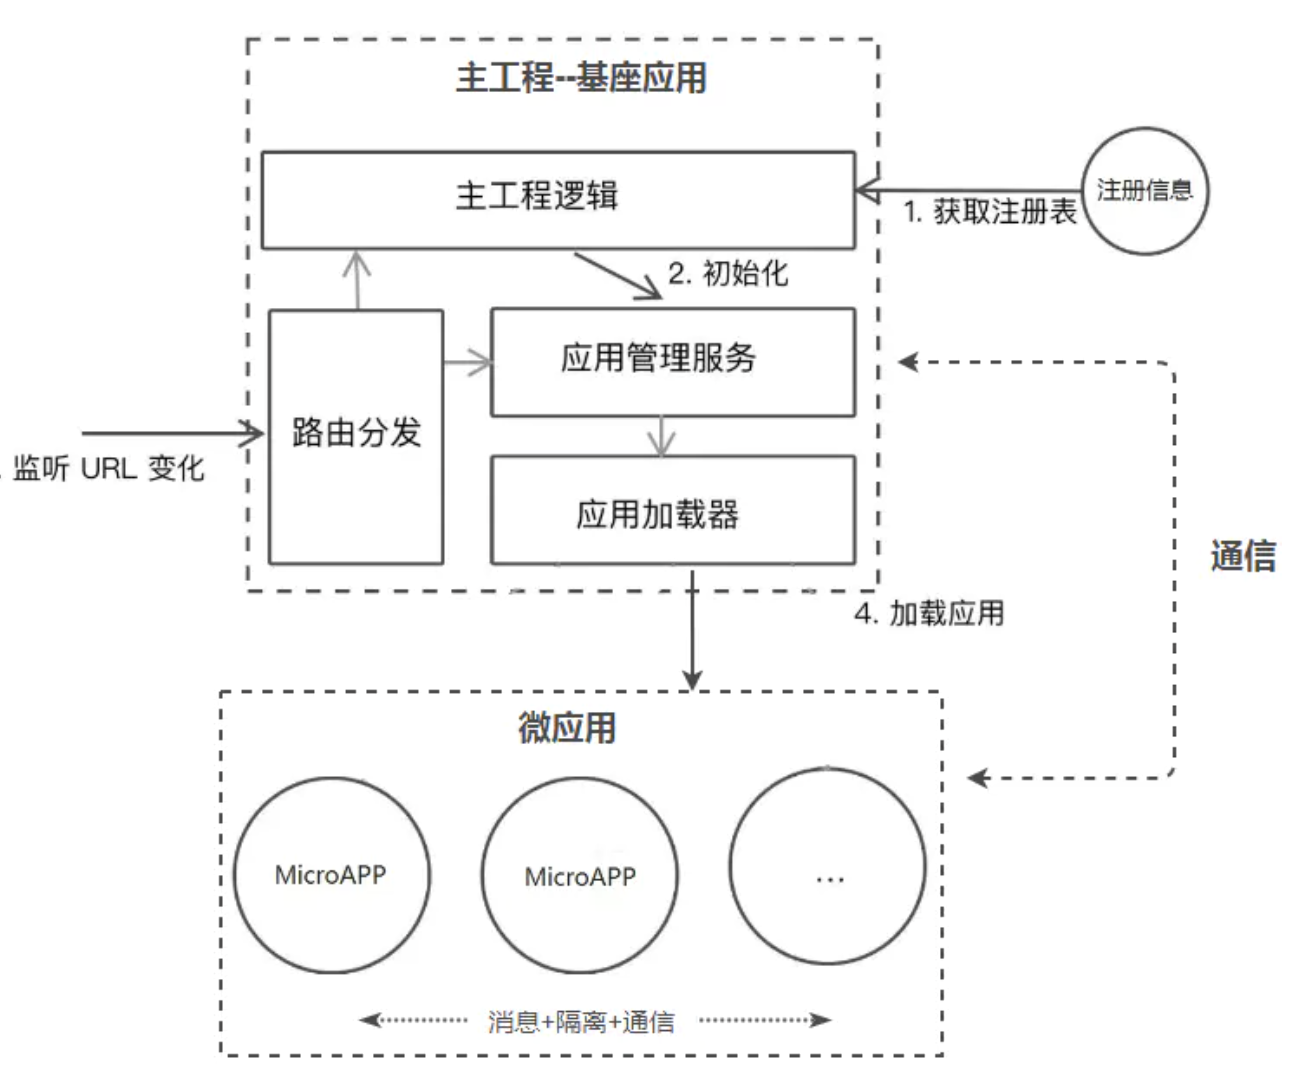 主工程--基座应用
主工程逻辑
注册信息
1. 获取注册表
2. 初始化
应用管理服务
路由分发
. 监听 URL 变化
应用加载器
通信
4. 加载应用
微应用
MicroAPP
MicroAPP
...
消息+隔离+通信